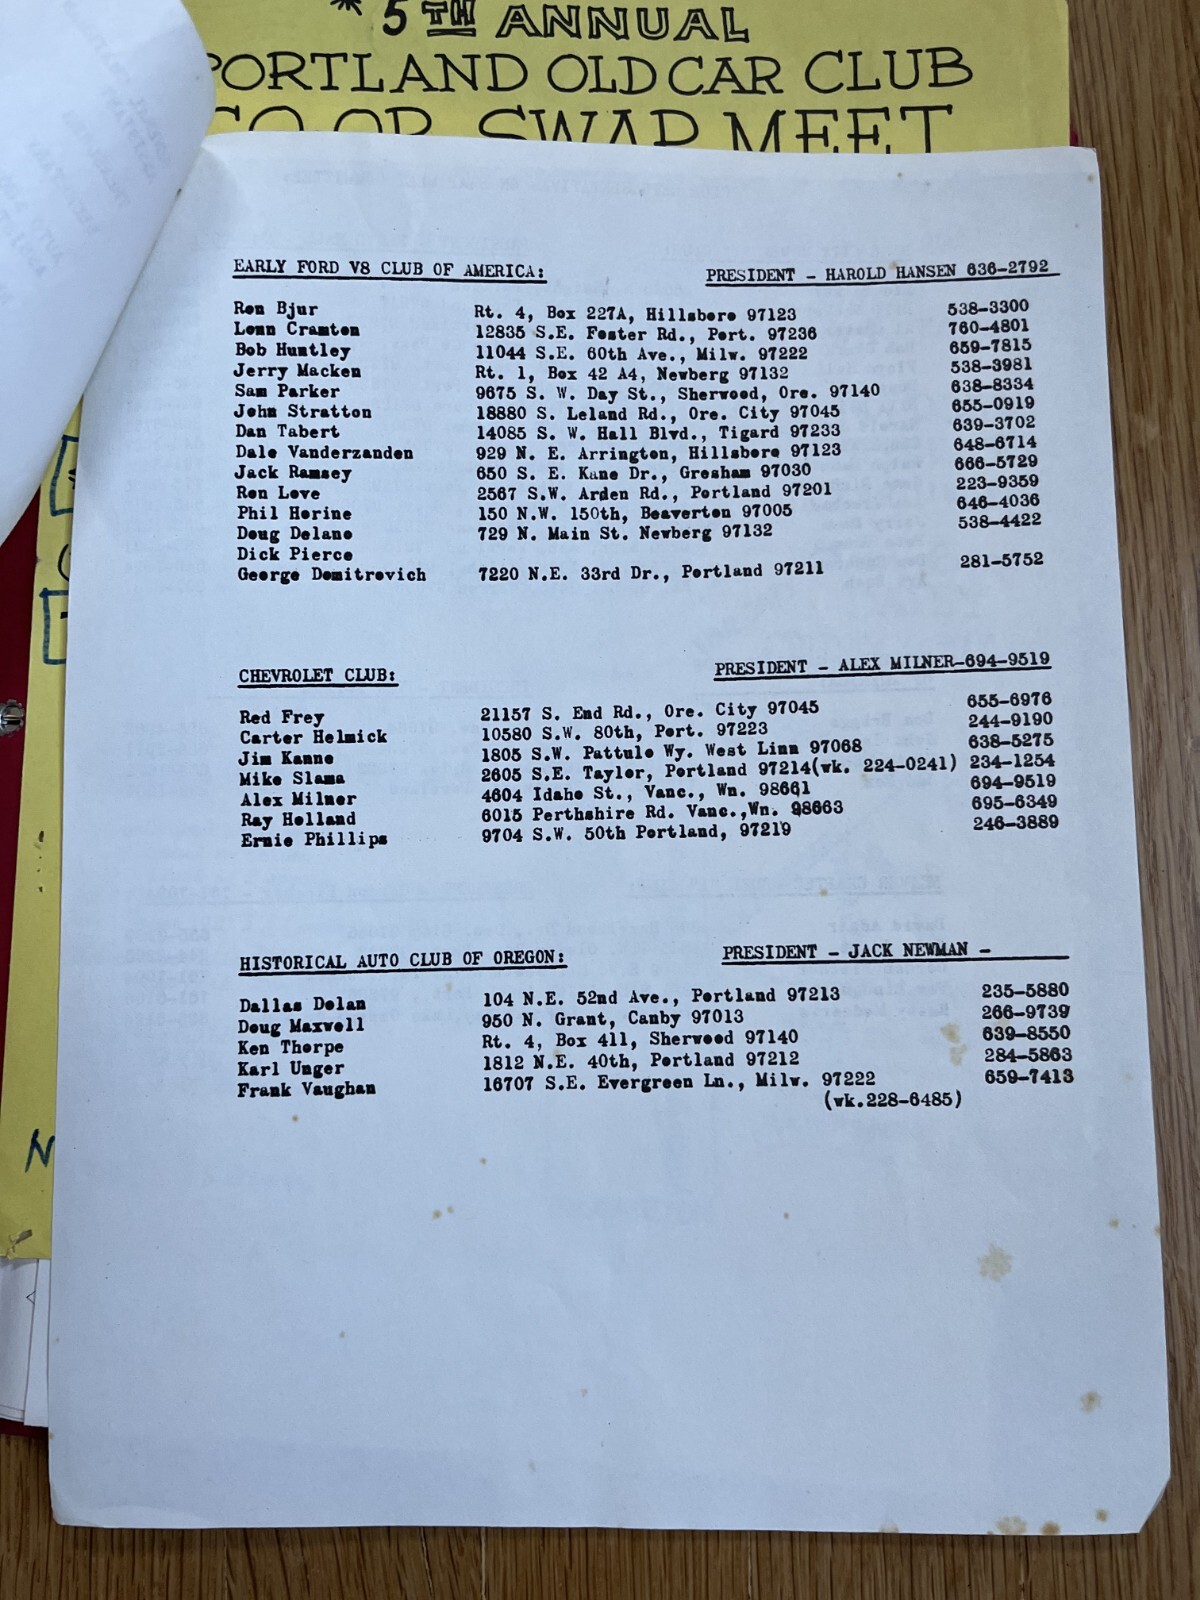 * 5TH ANNUAL
PORTLAND OLD CAR CLUB
CO-OP SWAP MEET
EARLY FORD V8 CLUB OF AMERICA: PRESIDENT - HAROLD HANSEN 636-2792
Ron Bjur Rt. 4, Box 227A, Hillsboro 97123 538-3300
Lonn Cramton 12835 S.E. Foster Rd., Port. 97236 760-4801
Bob Huntley 11044 S.E. 60th Ave., Milw. 97222 659-7815
Jerry Macken Rt. 1, Box 42 A4, Newberg 97132 538-3981
Sam Parker 9675 S. W. Day St., Sherwood, Ore. 97140 638-8334
John Stratton 18880 S. Leland Rd., Ore. City 97045 655-0919
Dan Tabert 14085 S. W. Hall Blvd., Tigard 97233 639-3702
Dale Vanderzanden 929 N. E. Arrington, Hillsboro 97123 648-6714
Jack Ramsey 650 S. E. Kane Dr., Gresham 97030 666-5729
Ron Love 2567 S.W. Arden Rd., Portland 97201 223-9359
Phil Horine 150 N.W. 150th, Beaverton 97005 646-4036
Doug Delano 729 N. Main St. Newberg 97132 538-4422
Dick Pierce
George Domitrovich 7220 N.E. 33rd Dr., Portland 97211 281-5752
CHEVROLET CLUB: PRESIDENT - ALEX MILNER-694-9519
Red Frey 21157 S. End Rd., Ore. City 97045 655-6976
Carter Helmick 10580 S.W. 80th, Port. 97223 244-9190
Jim Kanne 1805 S.W. Pattulo Wy. West Linn 97068 638-5275
Mike Slama 2605 S.E. Taylor, Portland 97214(wk. 224-0241) 234-1254
Alex Milner 4604 Idaho St., Vanc., Wn. 98661 694-9519
Ray Holland 6015 Perthshire Rd. Vanc.,Wn. 98663 695-6349
Ernie Phillips 9704 S.W. 50th Portland, 97219 246-3889
HISTORICAL AUTO CLUB OF OREGON: PRESIDENT - JACK NEWMAN -
Dallas Dolan 104 N.E. 52nd Ave., Portland 97213 235-5880
Doug Maxwell 950 N. Grant, Canby 97013 266-9739
Ken Thorpe Rt. 4, Box 411, Sherwood 97140 639-8550
Karl Unger 1812 N.E. 40th, Portland 97212 284-5863
Frank Vaughan 16707 S.E. Evergreen Ln., Milw. 97222 659-7413
(wk.228-6485)
N